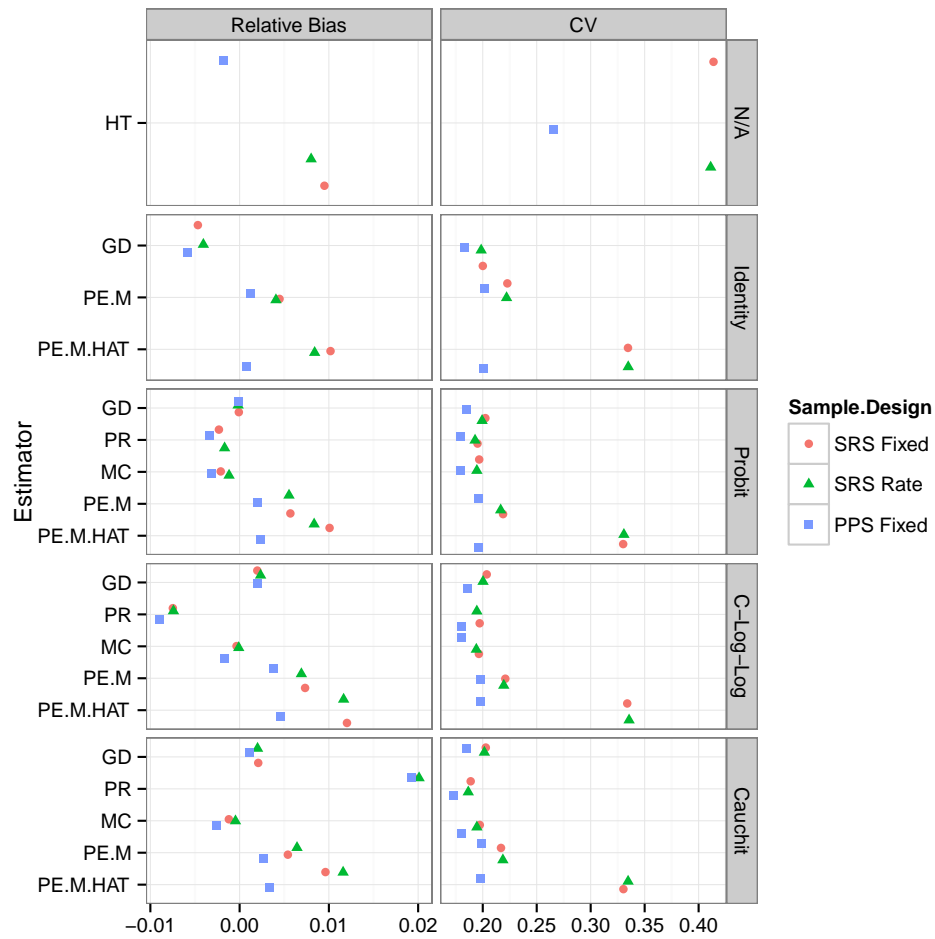 Relative Bias
CV
HT
N/A
GD
PE.M
PE.M.HAT
Identity
GD
PR
MC
PE.M
PE.M.HAT
Probit
GD
PR
MC
PE.M
PE.M.HAT
C−Log−Log
GD
PR
MC
PE.M
PE.M.HAT
Cauchit
Estimator
−0.01 0.00 0.01 0.02
0.20 0.25 0.30 0.35 0.40
Sample.Design
SRS Fixed
SRS Rate
PPS Fixed